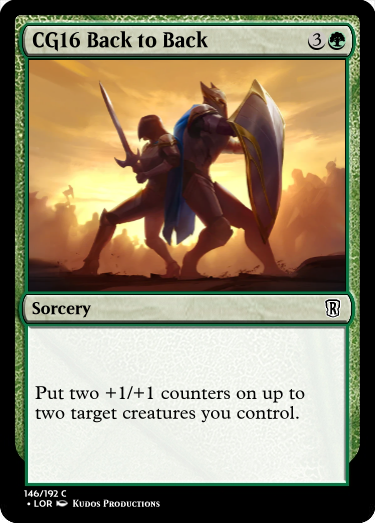 CG16 Back to Back 3
Sorcery R
Put two +1/+1 counters on up to
two target creatures you control.
146/192 C
• LOR Kudos Productions